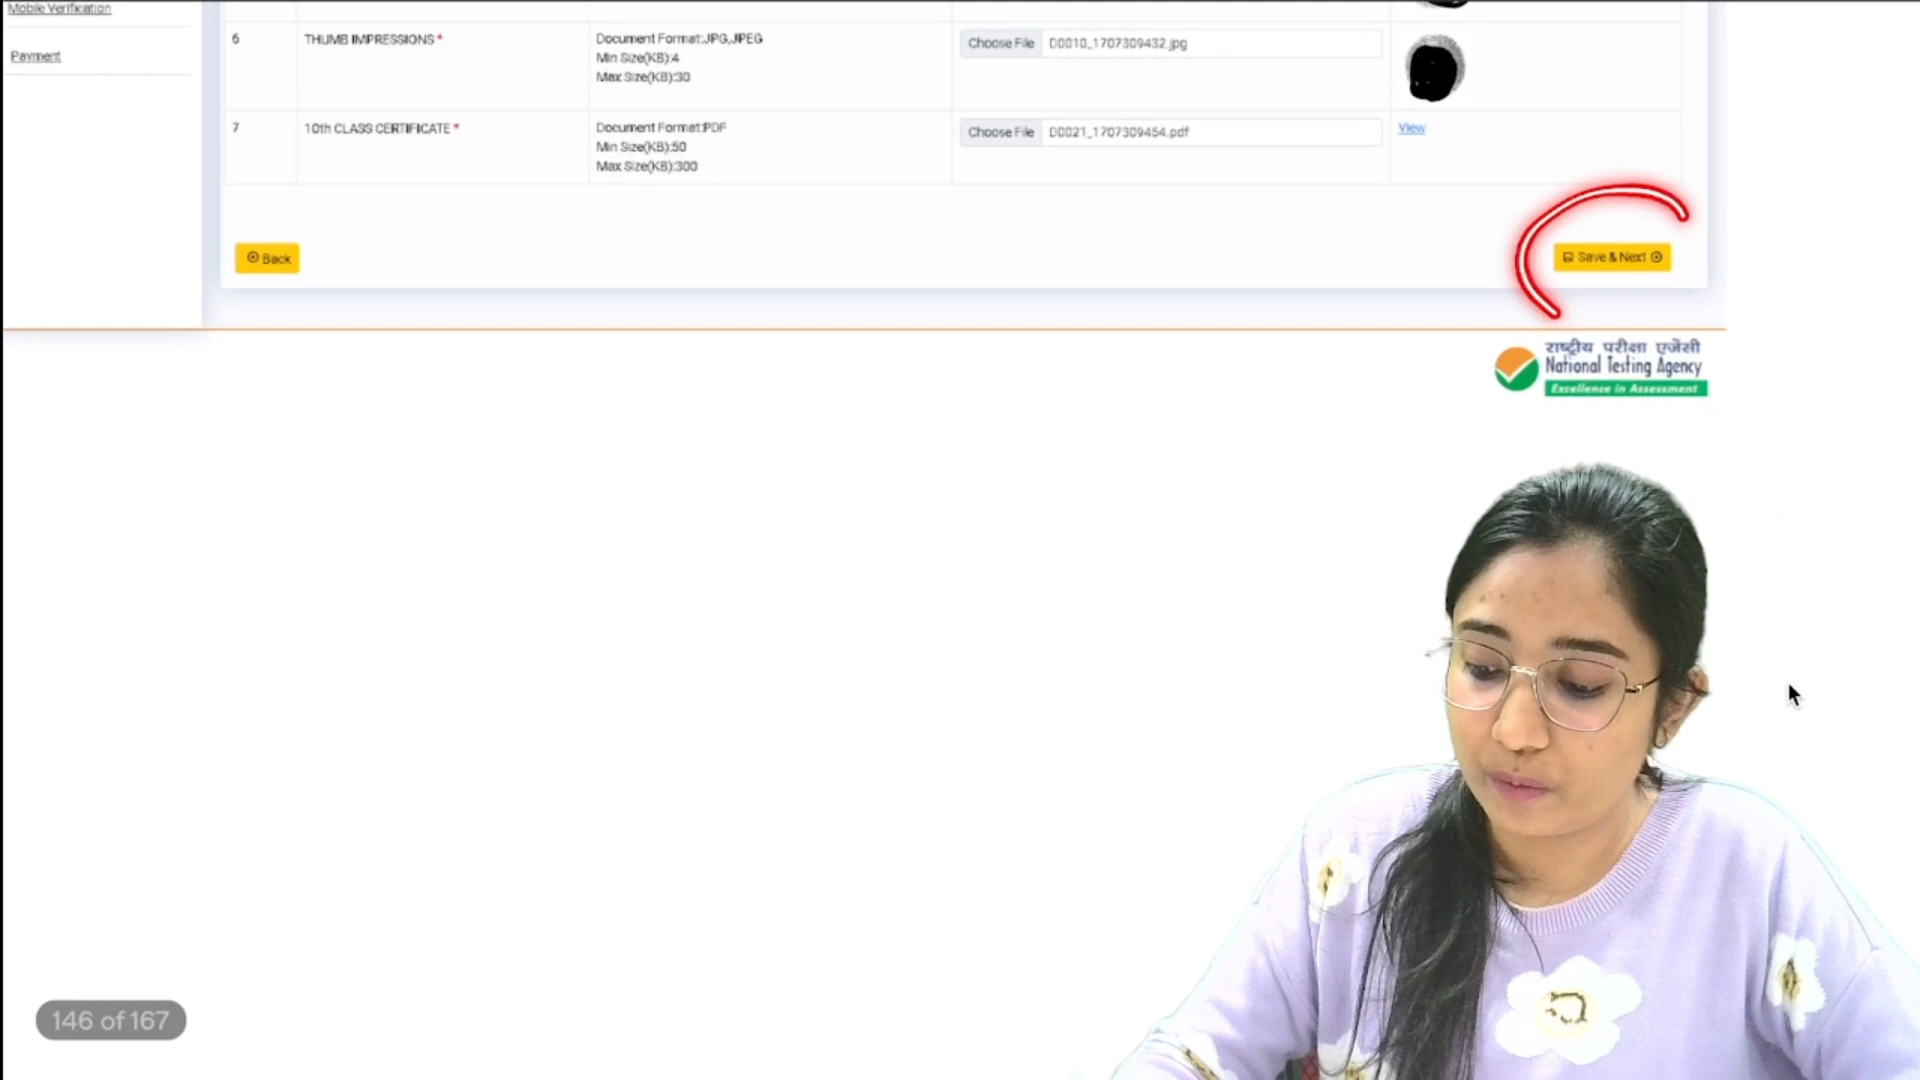 Mobile Verification
Payment
6 THUMB IMPRESSIONS * Document Format:JPG,JPEG Choose File D0010_1707309432.jpg
Min Size(KB):4
Max Size(KB):30
7 10th CLASS CERTIFICATE * Document Format:PDF Choose File D0021_1707309454.pdf View
Min Size(KB):50
Max Size(KB):300
Back Save & Next
राष्ट्रीय परीक्षा एजेंसी
National Testing Agency
Excellence in Assessment
146 of 167